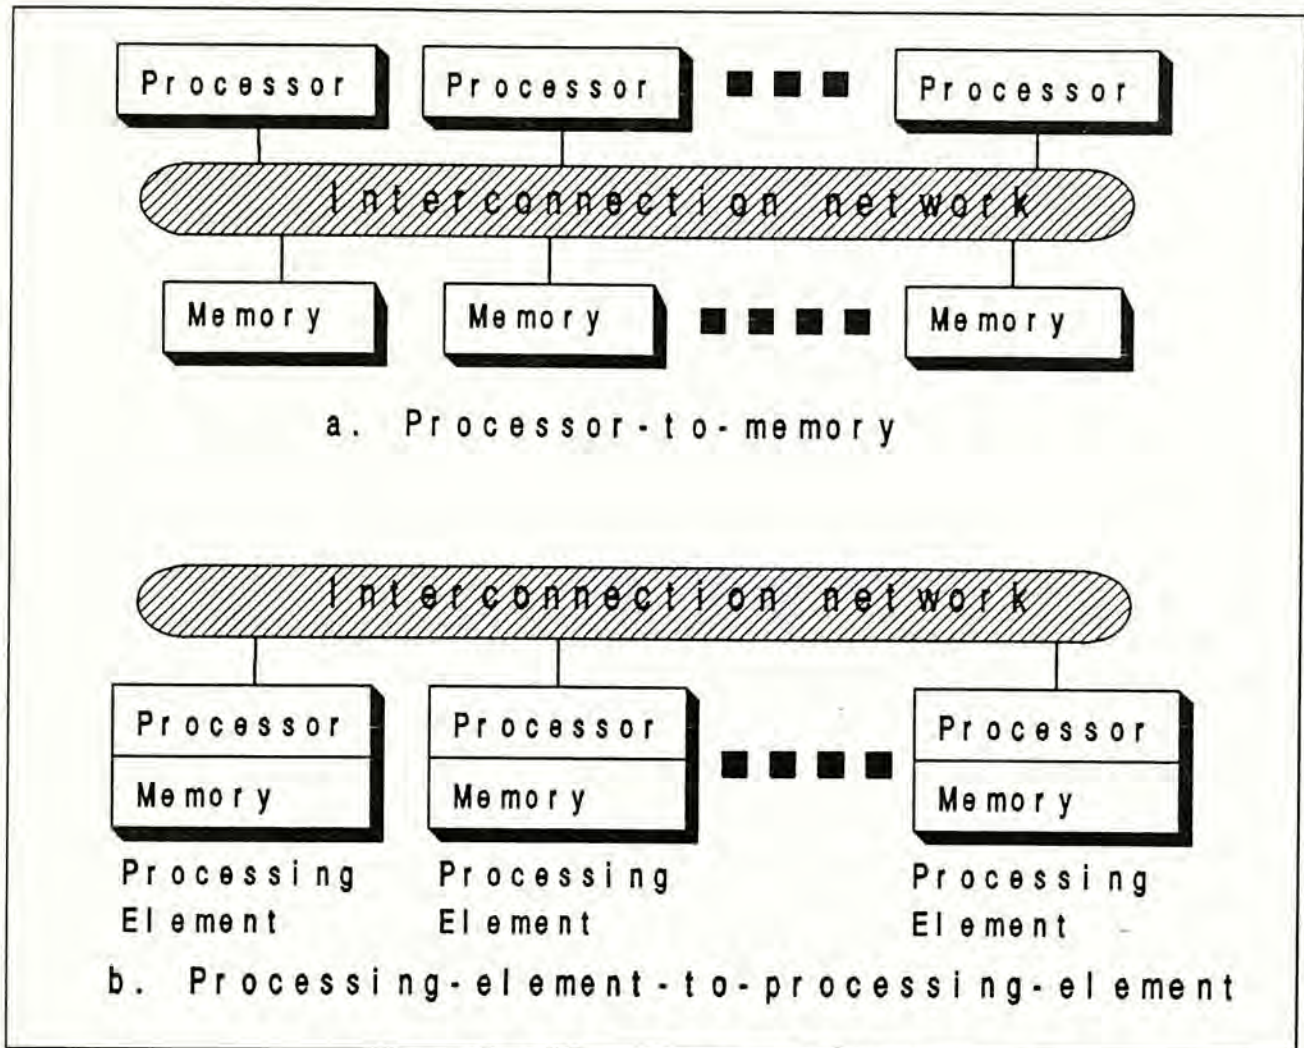 Processor Processor Processor
Interconnection network
Memory Memory Memory
a. Processor-to-memory
Interconnection network
Processor Processor Processor
Memory Memory Memory
Processing Processing Processing
Element Element Element
b. Processing-element-to-processing-element